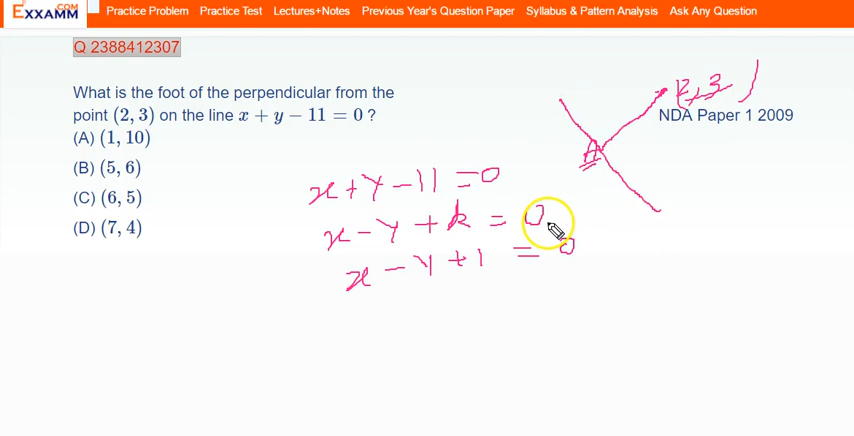 EXXAMM.COM Practice Problem Practice Test Lectures+Notes Previous Year's Question Paper Syllabus & Pattern Analysis Ask Any Question
Q 2388412307
What is the foot of the perpendicular from the
point (2, 3) on the line x + y − 11 = 0 ?
NDA Paper 1 2009
(A) (1, 10)
(B) (5, 6)
(C) (6, 5)
(D) (7, 4)
(2, 3)
A
x + y − 11 = 0
x − y + k = 0
x − y + 1 = 0